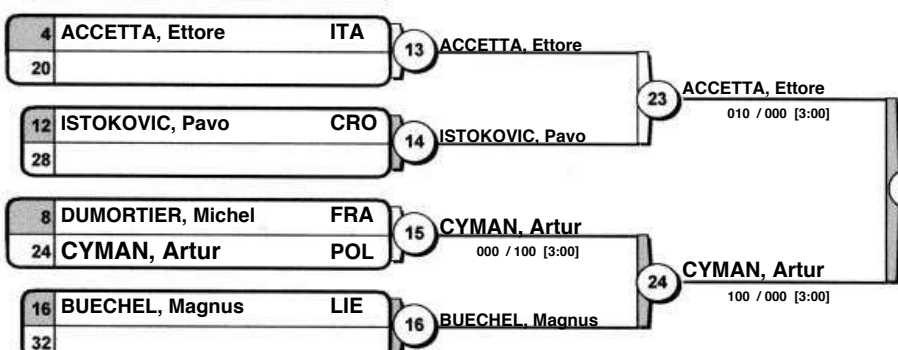 4 ACCETTA, Ettore ITA
20
13 ACCETTA, Ettore
12 ISTOKOVIC, Pavo CRO
28
14 ISTOKOVIC, Pavo
23 ACCETTA, Ettore
010 / 000 [3:00]
8 DUMORTIER, Michel FRA
24 CYMAN, Artur POL
15 CYMAN, Artur
000 / 100 [3:00]
16 BUECHEL, Magnus LIE
32
16 BUECHEL, Magnus
24 CYMAN, Artur
100 / 000 [3:00]